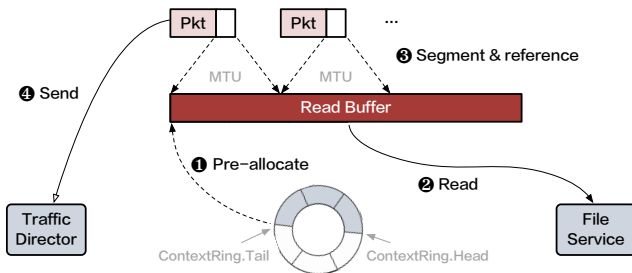 Pkt
Pkt
...
❸ Segment & reference
MTU
MTU
❹ Send
Read Buffer
❶ Pre-allocate
❷ Read
Traffic
Director
ContextRing.Tail
ContextRing.Head
File
Service